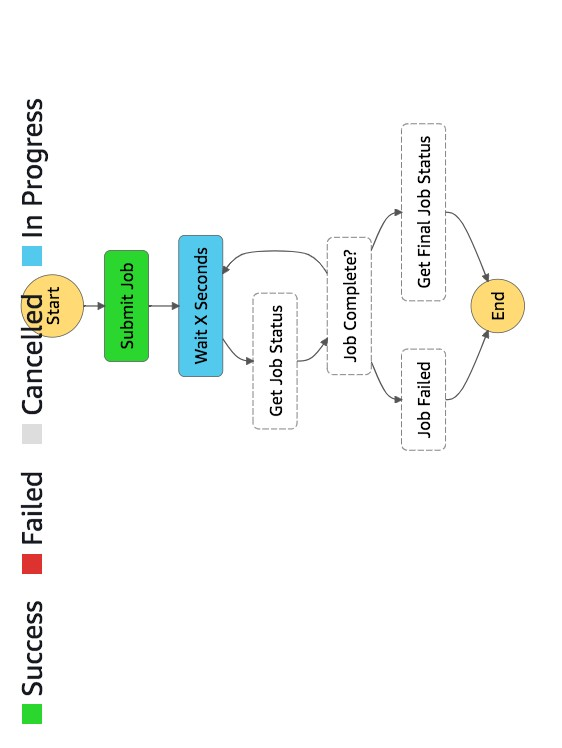 Success
Failed
Cancelled
In Progress
Start
Submit Job
Wait X Seconds
Get Job Status
Job Complete?
Job Failed
Get Final Job Status
End